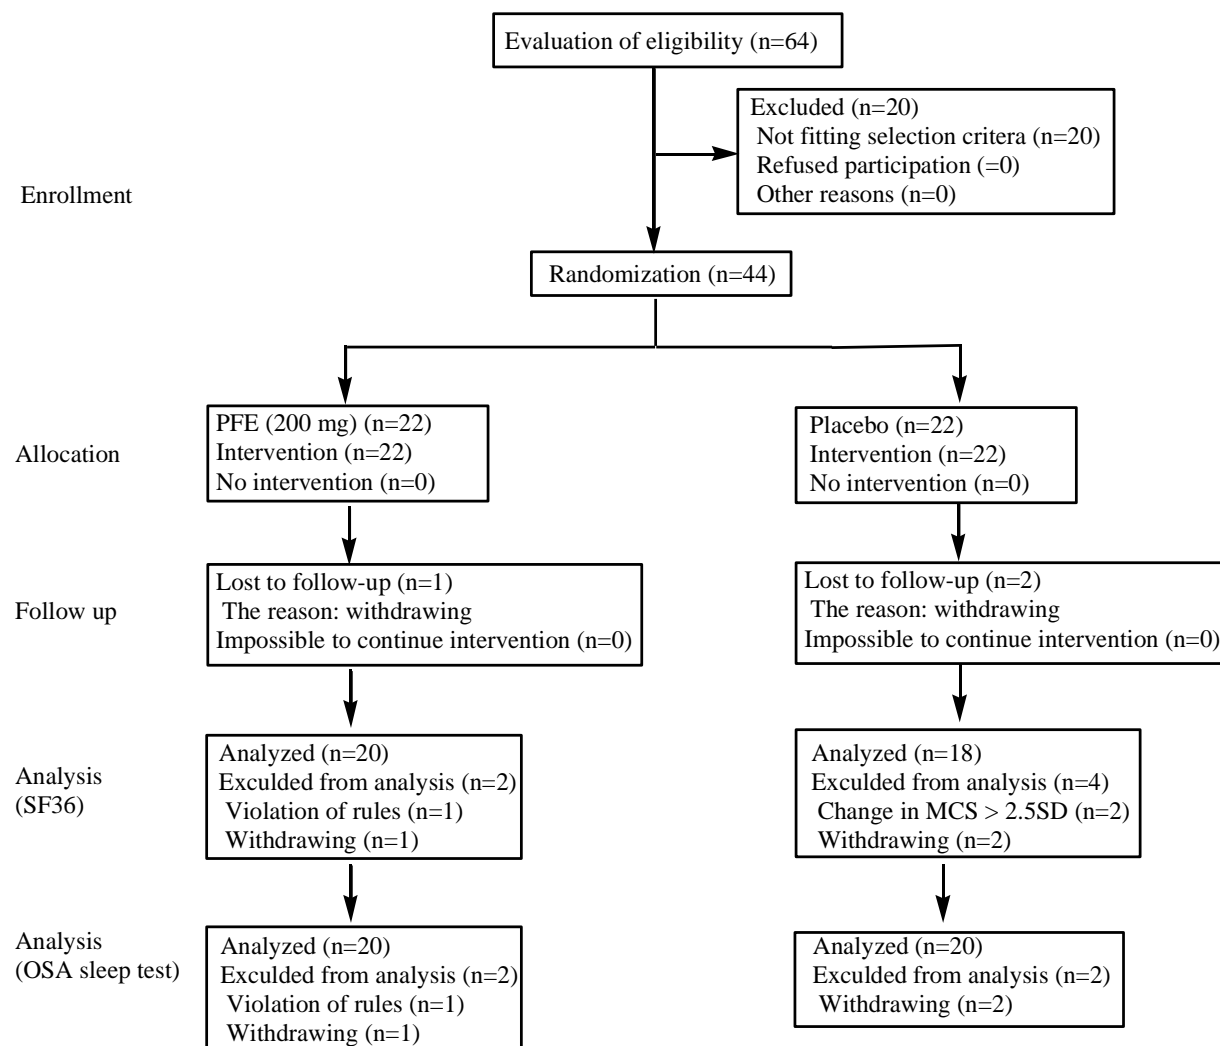 Evaluation of eligibility (n=64)
Excluded (n=20)
Not fitting selection critera (n=20)
Refused participation (=0)
Other reasons (n=0)
Enrollment
Randomization (n=44)
Allocation
PFE (200 mg) (n=22)
Intervention (n=22)
No intervention (n=0)
Placebo (n=22)
Intervention (n=22)
No intervention (n=0)
Follow up
Lost to follow-up (n=1)
The reason: withdrawing
Impossible to continue intervention (n=0)
Lost to follow-up (n=2)
The reason: withdrawing
Impossible to continue intervention (n=0)
Analysis
(SF36)
Analyzed (n=20)
Exculded from analysis (n=2)
Violation of rules (n=1)
Withdrawing (n=1)
Analyzed (n=18)
Exculded from analysis (n=4)
Change in MCS > 2.5SD (n=2)
Withdrawing (n=2)
Analysis
(OSA sleep test)
Analyzed (n=20)
Exculded from analysis (n=2)
Violation of rules (n=1)
Withdrawing (n=1)
Analyzed (n=20)
Exculded from analysis (n=2)
Withdrawing (n=2)